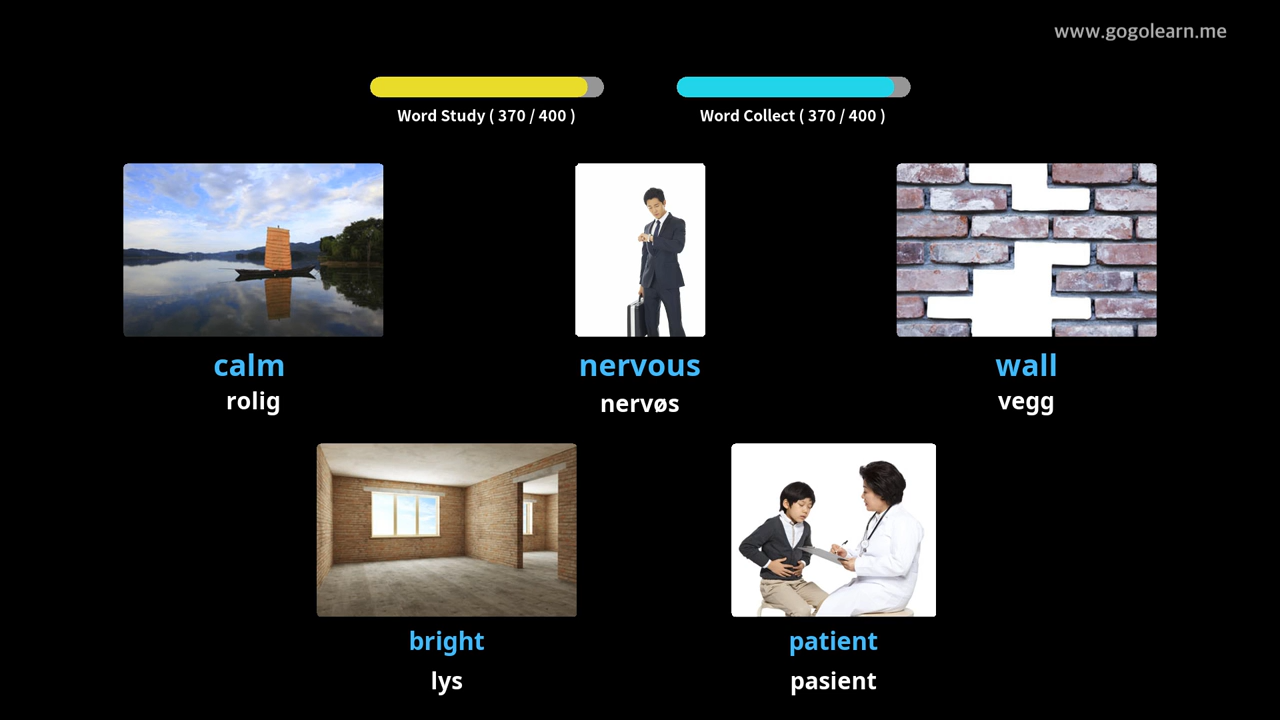 www.gogolearn.me
Word Study ( 370 / 400 )
Word Collect ( 370 / 400 )
calm
rolig
nervous
nervøs
wall
vegg
bright
lys
patient
pasient